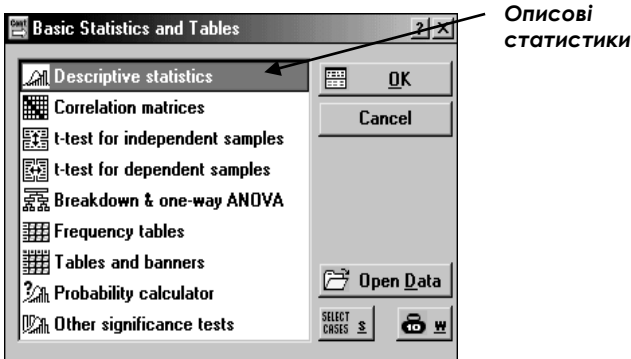 Basic Statistics and Tables
Описові
статистики
Descriptive statistics
Correlation matrices
t-test for independent samples
t-test for dependent samples
Breakdown & one-way ANOVA
Frequency tables
Tables and banners
Probability calculator
Other significance tests
OK
Cancel
Open Data
SELECT
CASES S
10 W